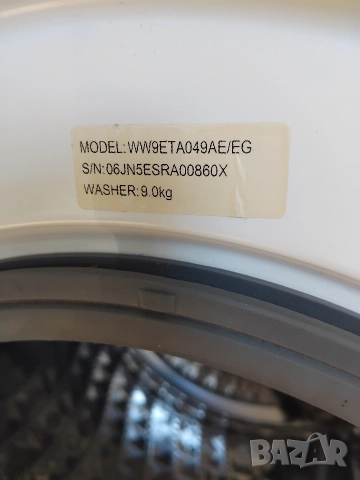 MODEL: WW9ETA049AE/EG
S/N: 06JN5ESRA00860X
WASHER: 9.0kg
BAZAR